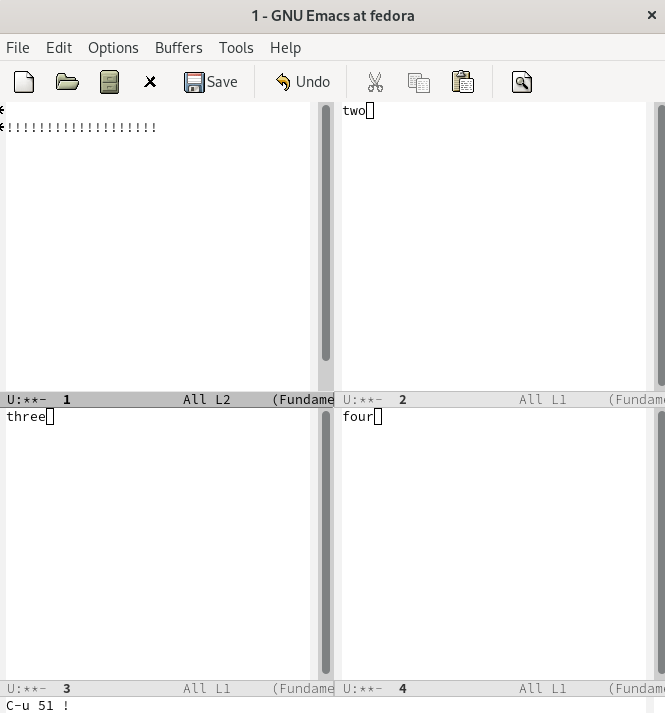 1 - GNU Emacs at fedora
File Edit Options Buffers Tools Help
Save Undo
!!!!!!!!!!!!!!!!!!!
two
U:**- 1 All L2 (Fundame
U:**- 2 All L1 (Fundame
three
four
U:**- 3 All L1 (Fundame
U:**- 4 All L1 (Fundame
C-u 51 !